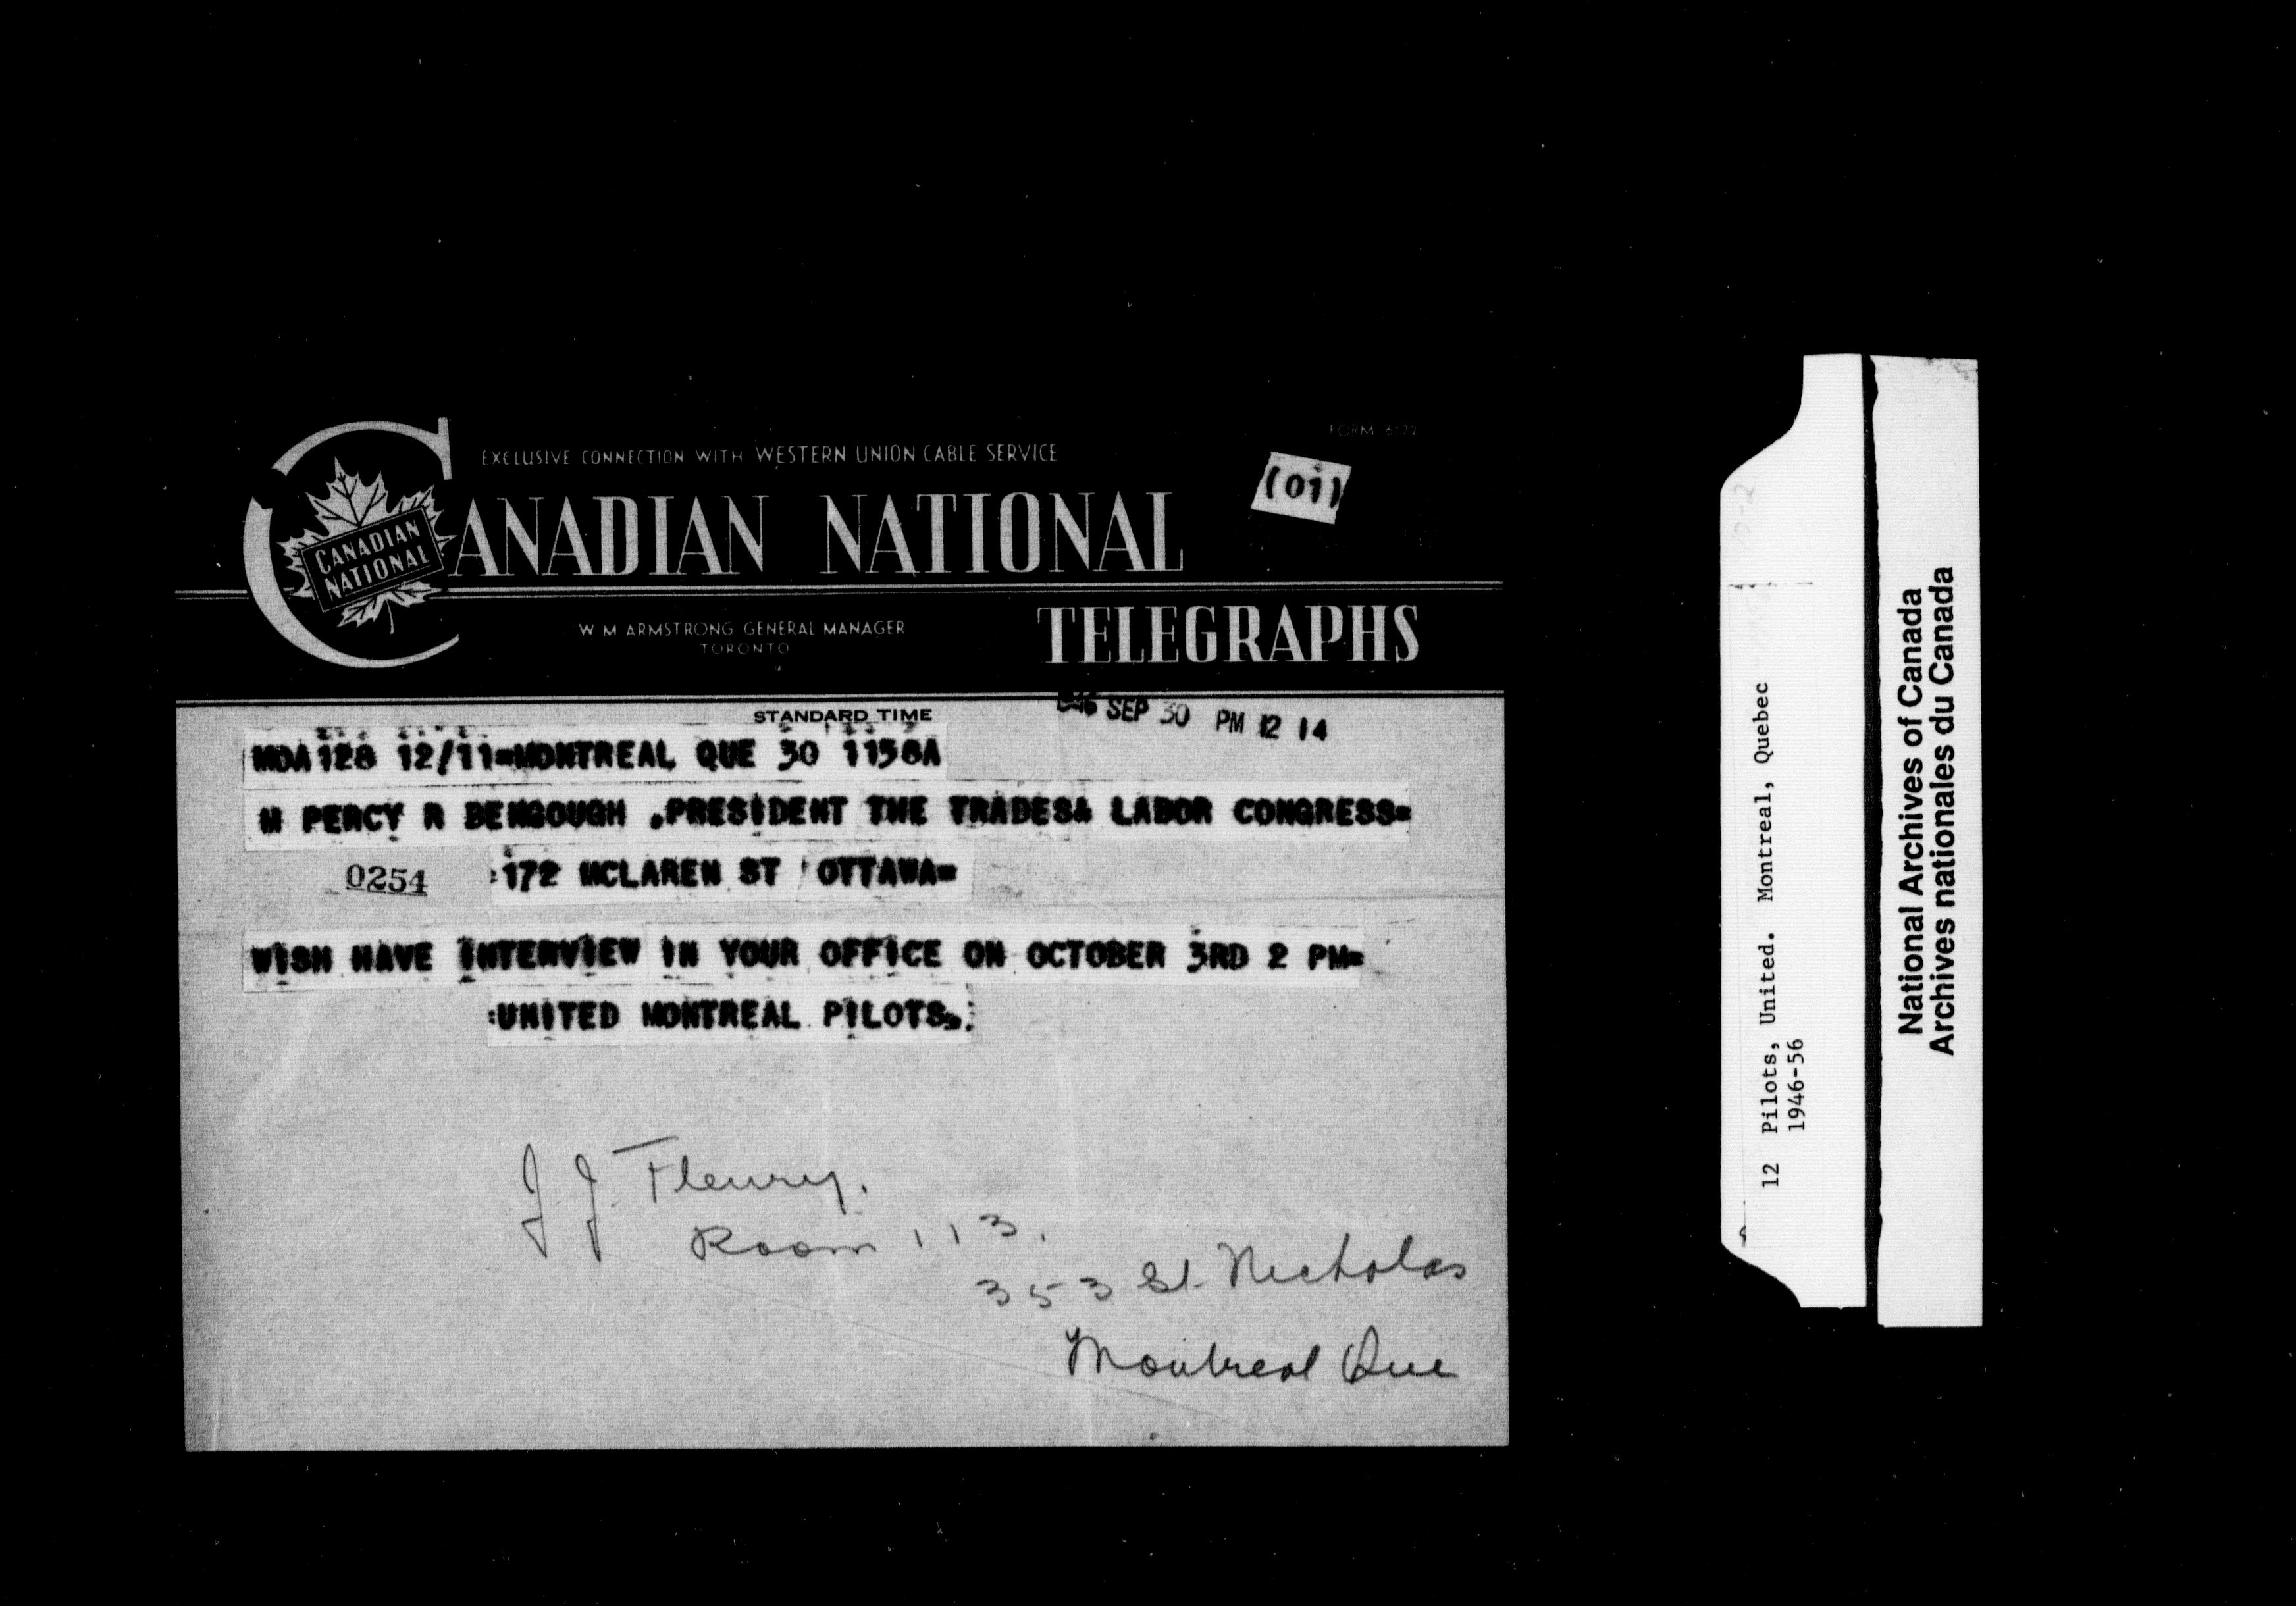 EXCLUSIVE CONNECTION WITH WESTERN UNION CABLE SERVICE
FORM 6122
(01)
CANADIAN NATIONAL
CANADIAN
NATIONAL
TELEGRAPHS
W M ARMSTRONG GENERAL MANAGER
TORONTO
STANDARD TIME
SEP 30 PM 12 14
MDA128 12/11=MONTREAL QUE 30 1158A
M PERCY R BENGOUGH ,PRESIDENT THE TRADES& LABOR CONGRESS=
0254
:172 MCLAREN ST OTTAWA=
WISH HAVE INTERVIEW IN YOUR OFFICE ON OCTOBER 3RD 2 PM=
:UNITED MONTREAL PILOTS.
J. J. Fleury.
Room 113.
353 St. Nicholas
Montreal Que
12 Pilots, United. Montreal, Quebec
1946-56
National Archives of Canada
Archives nationales du Canada